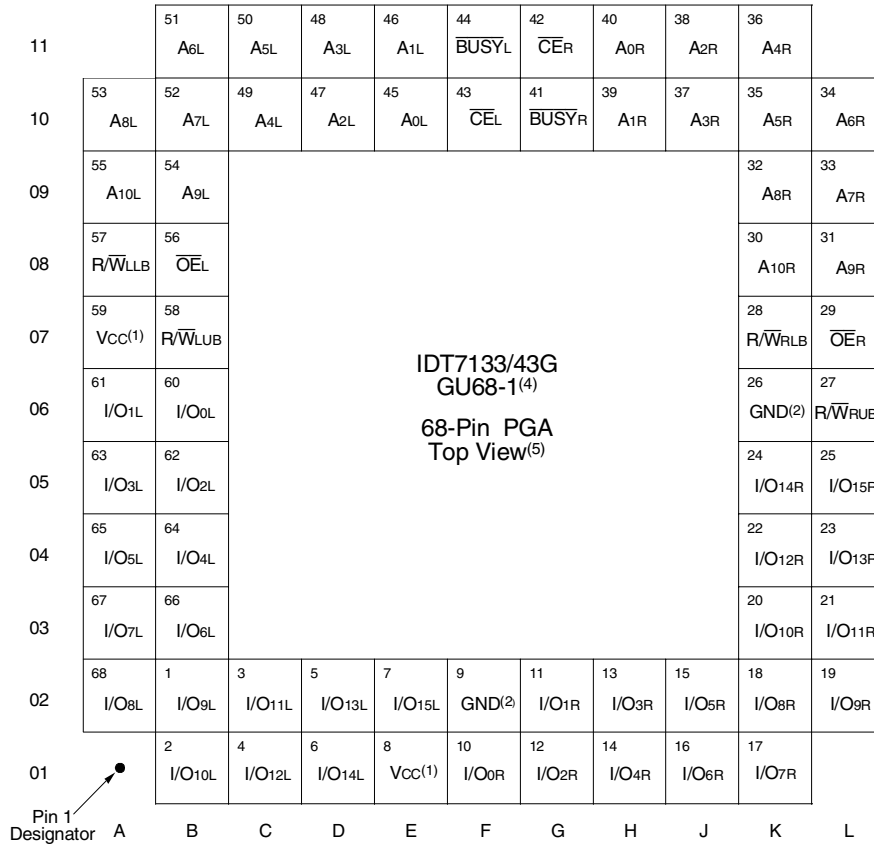 51 50 48 46 44 42 40 38 36
11 A6L A5L A3L A1L BUSYL CER A0R A2R A4R
53 52 49 47 45 43 41 39 37 35 34
10 A8L A7L A4L A2L A0L CEL BUSYR A1R A3R A5R A6R
55 54 32 33
09 A10L A9L A8R A7R
57 56 30 31
08 R/WLLB OEL A10R A9R
59 58 28 29
07 VCC(1) R/WLUB R/WRLB OER
IDT7133/43G
GU68-1(4)
61 60 26 27
06 I/O1L I/O0L GND(2) R/WRUB
68-Pin PGA
Top View(5)
63 62 24 25
05 I/O3L I/O2L I/O14R I/O15R
65 64 22 23
04 I/O5L I/O4L I/O12R I/O13R
67 66 20 21
03 I/O7L I/O6L I/O10R I/O11R
68 1 3 5 7 9 11 13 15 18 19
02 I/O8L I/O9L I/O11L I/O13L I/O15L GND(2) I/O1R I/O3R I/O5R I/O8R I/O9R
2 4 6 8 10 12 14 16 17
01 I/O10L I/O12L I/O14L VCC(1) I/O0R I/O2R I/O4R I/O6R I/O7R
Pin 1
Designator
A B C D E F G H J K L